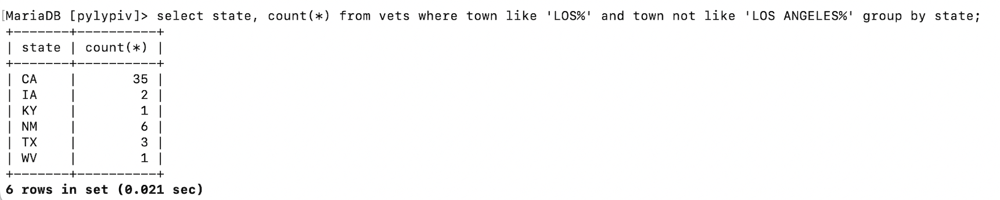 [MariaDB [pylypiv]> select state, count(*) from vets where town like 'LOS%' and town not like 'LOS ANGELES%' group by state;
+-------+----------+
| state | count(*) |
+-------+----------+
| CA    |       35 |
| IA    |        2 |
| KY    |        1 |
| NM    |        6 |
| TX    |        3 |
| WV    |        1 |
+-------+----------+
6 rows in set (0.021 sec)